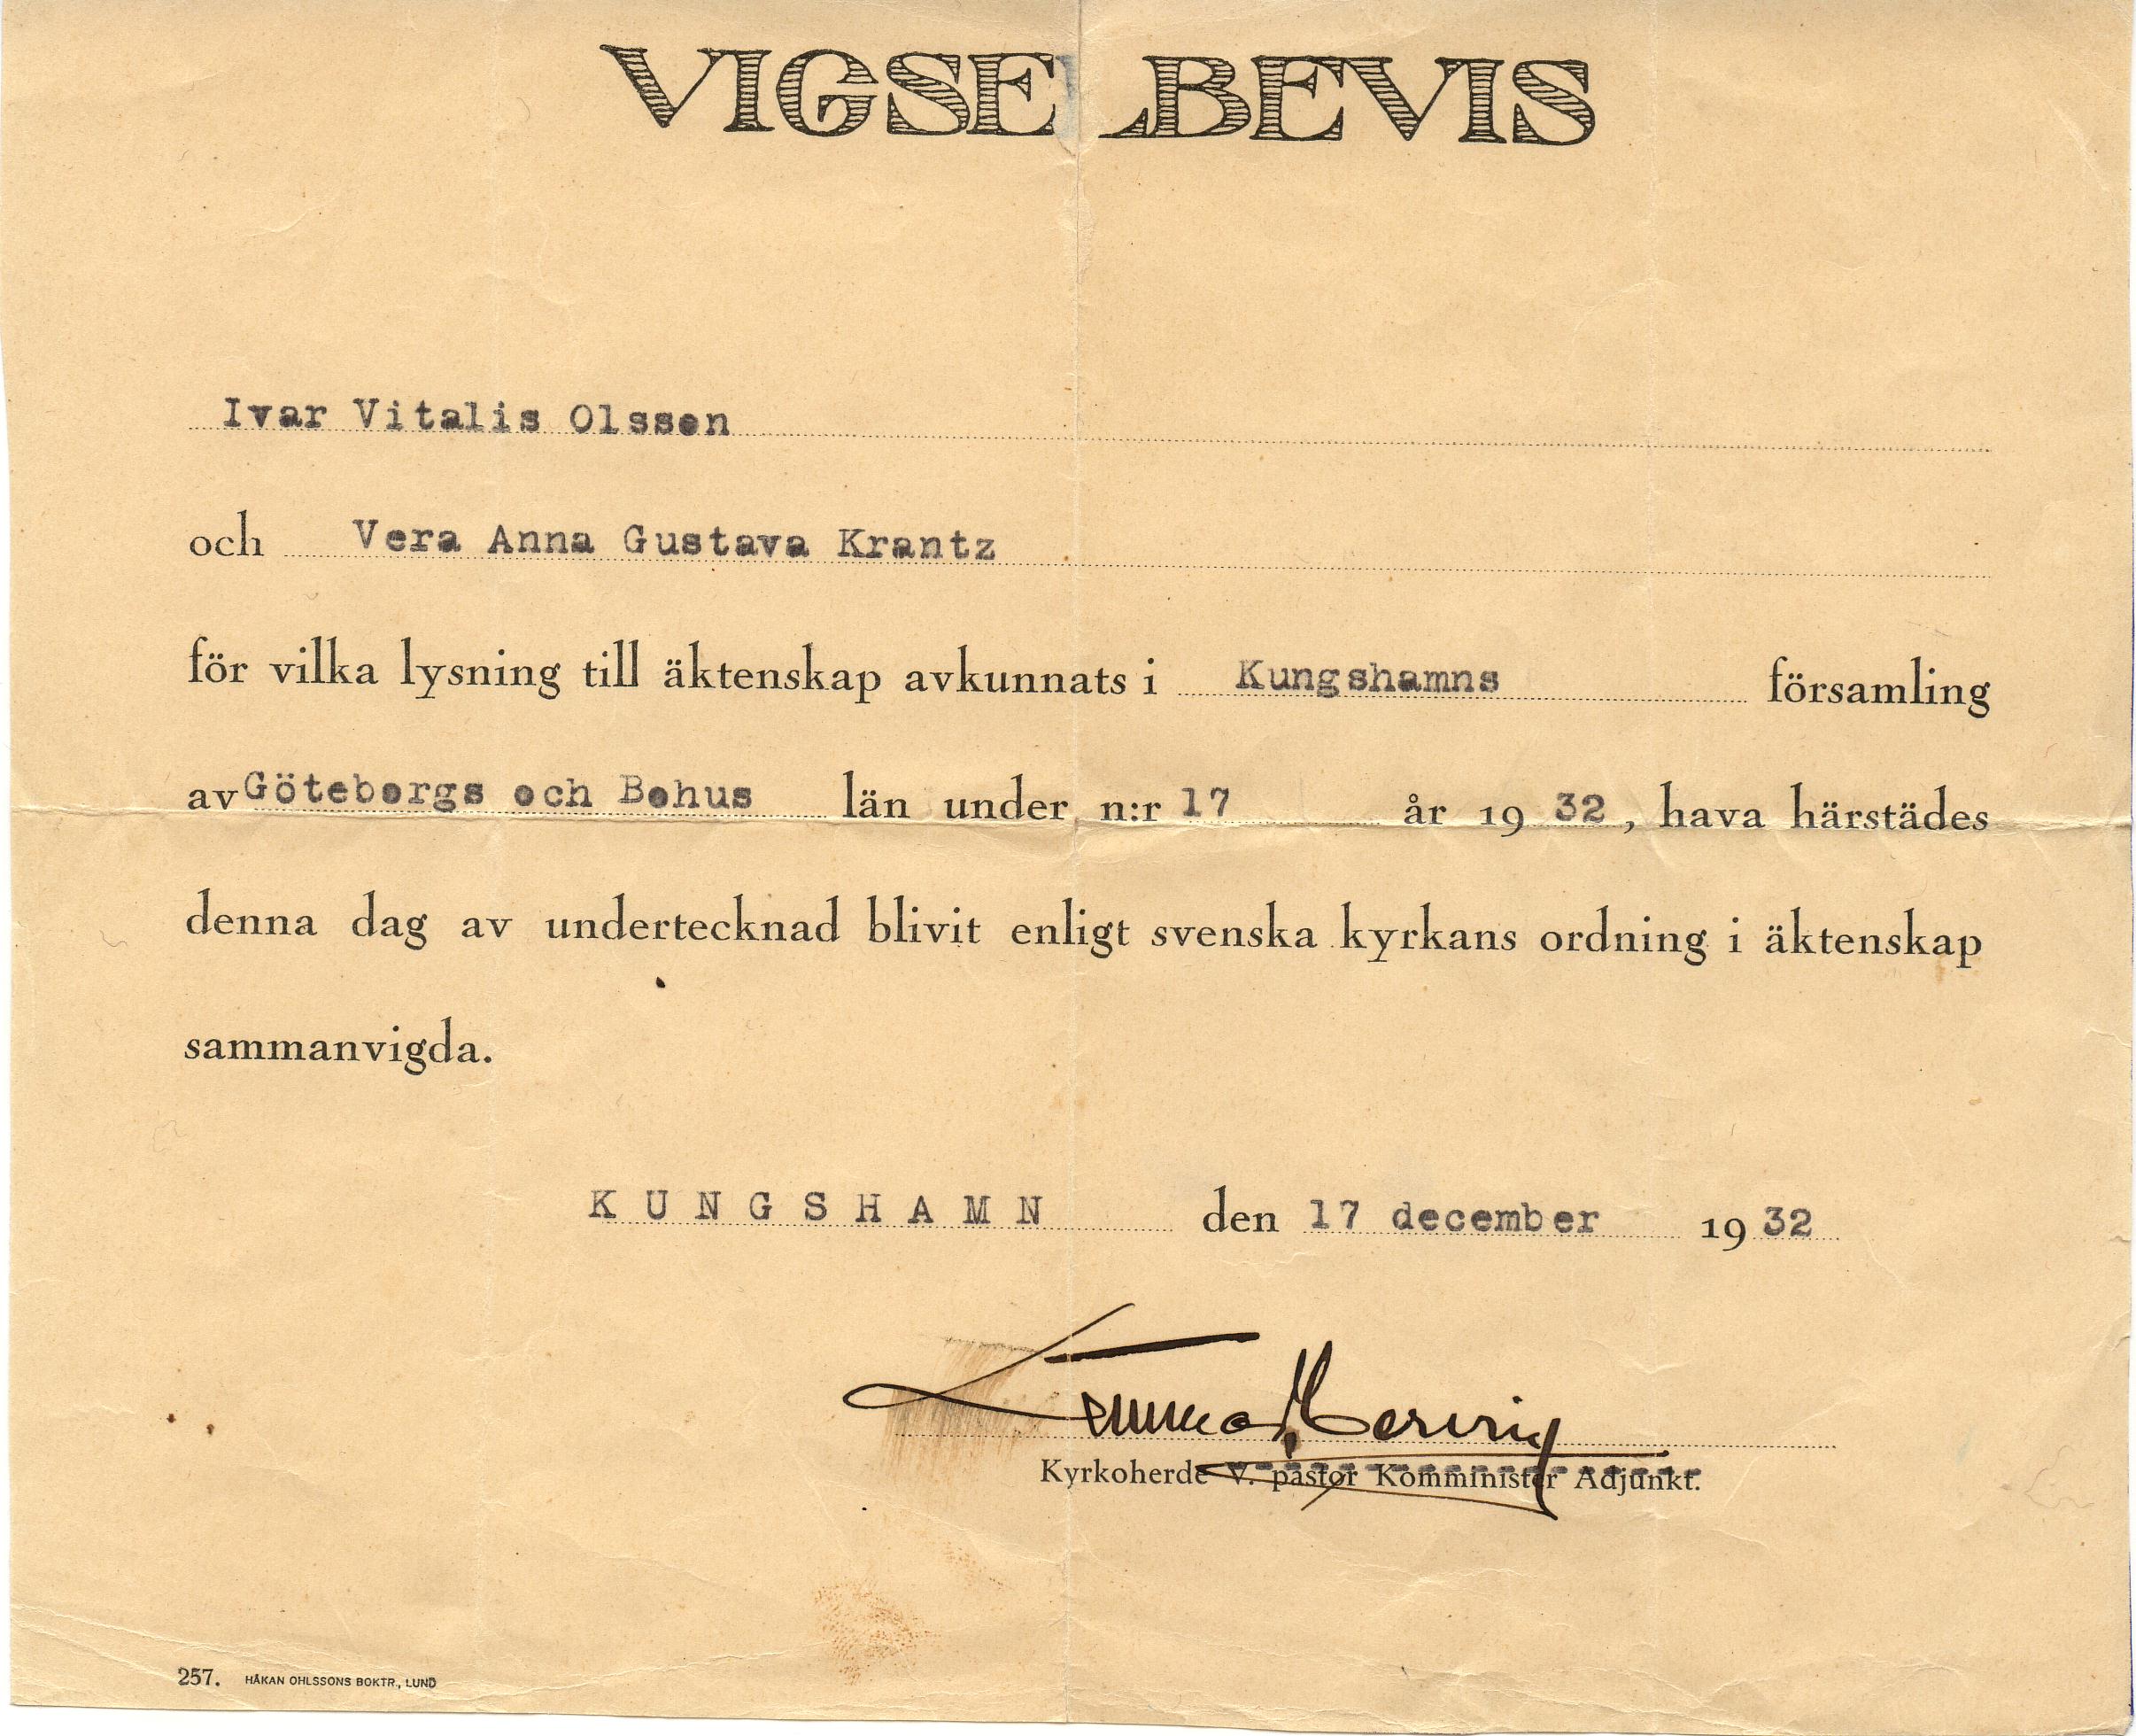 VIGSELBEVIS
Ivar Vitalis Olsson
och Vera Anna Gustava Krantz
för vilka lysning till äktenskap avkunnats i Kungshamns församling
av Göteborgs och Bohus län under n:r 17 år 1932, hava härstädes
denna dag av undertecknad blivit enligt svenska kyrkans ordning i äktenskap
sammanvigda.
KUNGSHAMN den 17 december 1932
Kyrkoherde V. pastor Komminister Adjunkt.
257. HÅKAN OHLSSONS BOKTR., LUND